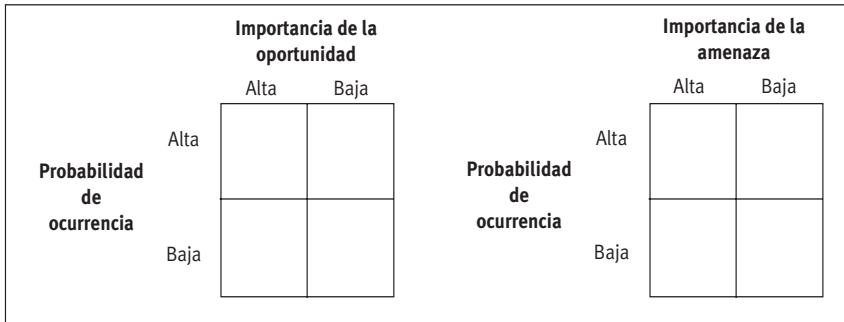 Importancia de la
oportunidad
Alta Baja
Alta
Probabilidad
de
ocurrencia
Baja
Importancia de la
amenaza
Alta Baja
Alta
Probabilidad
de
ocurrencia
Baja